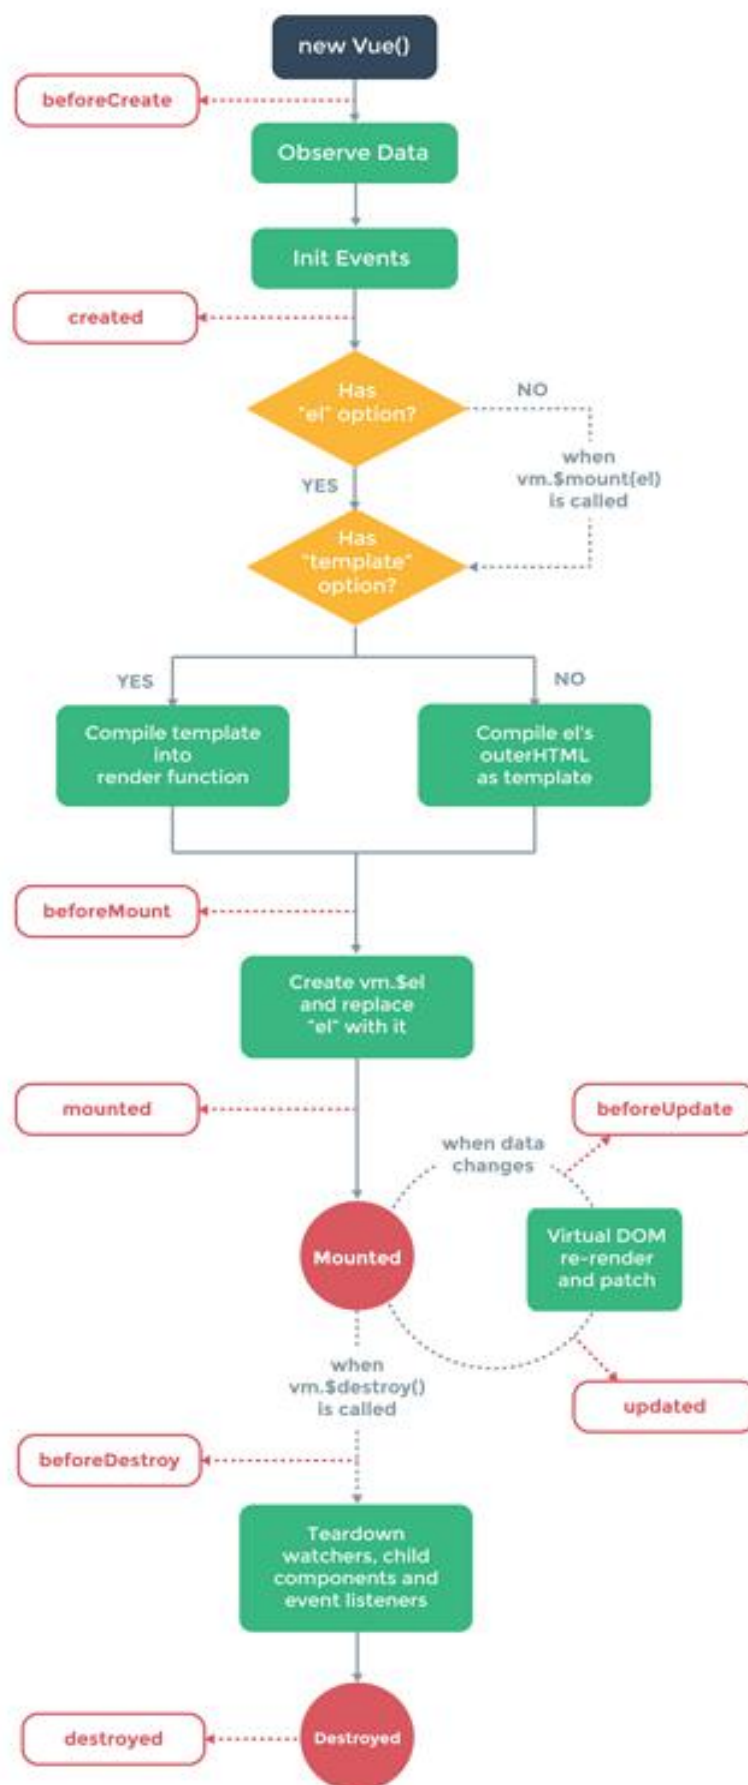 new Vue()
beforeCreate
Observe Data
Init Events
created
Has
"el" option?
NO
when
vm.$mount(el)
is called
YES
Has
"template"
option?
YES
NO
Compile template
into
render function
Compile el's
outerHTML
as template
beforeMount
Create vm.$el
and replace
"el" with it
mounted
beforeUpdate
when data
changes
Mounted
Virtual DOM
re-render
and patch
when
vm.$destroy()
is called
updated
beforeDestroy
Teardown
watchers, child
components and
event listeners
destroyed
Destroyed